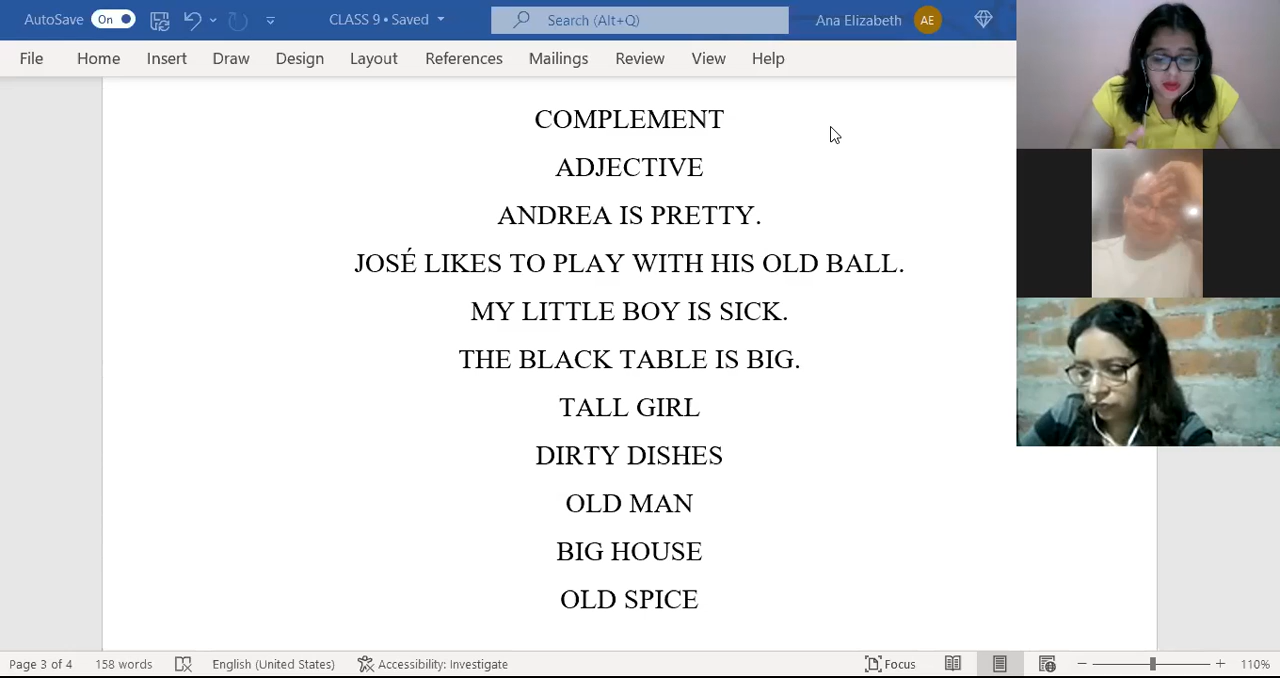 AutoSave On CLASS 9 • Saved Search (Alt+Q) Ana Elizabeth AE
File Home Insert Draw Design Layout References Mailings Review View Help
COMPLEMENT
ADJECTIVE
ANDREA IS PRETTY.
JOSÉ LIKES TO PLAY WITH HIS OLD BALL.
MY LITTLE BOY IS SICK.
THE BLACK TABLE IS BIG.
TALL GIRL
DIRTY DISHES
OLD MAN
BIG HOUSE
OLD SPICE
Page 3 of 4 158 words English (United States) Accessibility: Investigate Focus 110%